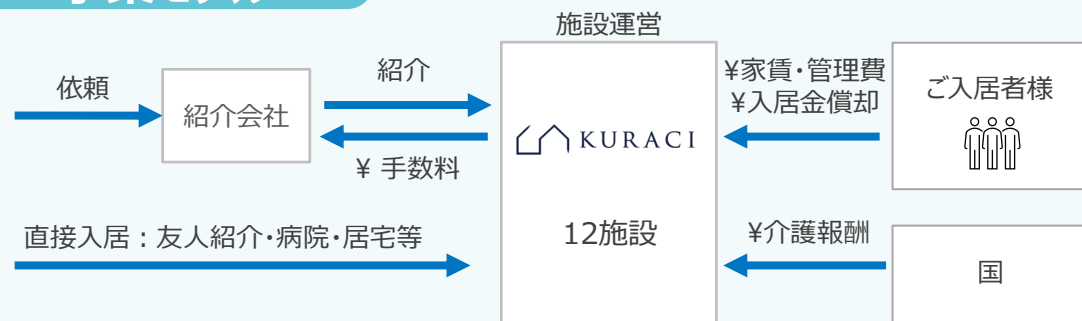 施設運営
依頼
紹介会社
紹介
¥ 手数料
KURACI
12施設
¥家賃・管理費
¥入居金償却
ご入居者様
直接入居：友人紹介・病院・居宅等
¥介護報酬
国